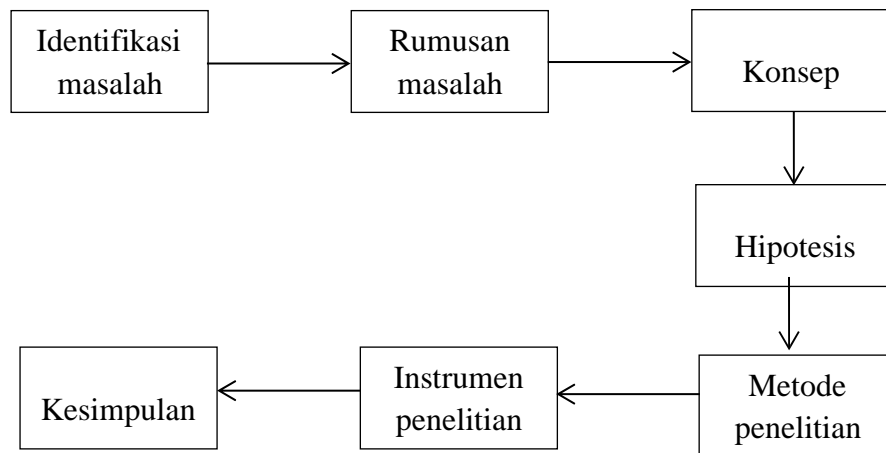 Identifikasi
masalah
Rumusan
masalah
Konsep
Hipotesis
Metode
penelitian
Instrumen
penelitian
Kesimpulan